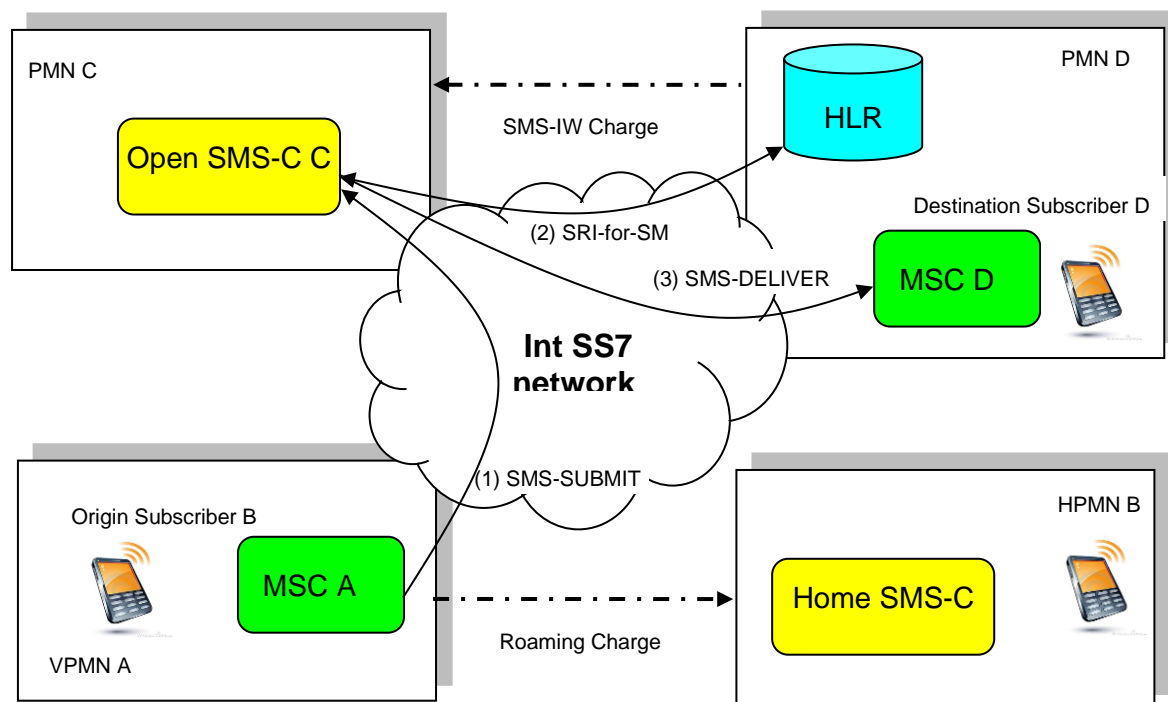 PMN C
Open SMS-C C
SMS-IW Charge
PMN D
HLR
Destination Subscriber D
MSC D
(2) SRI-for-SM
(3) SMS-DELIVER
Int SS7
network
(1) SMS-SUBMIT
Origin Subscriber B
MSC A
VPMN A
Roaming Charge
HPMN B
Home SMS-C